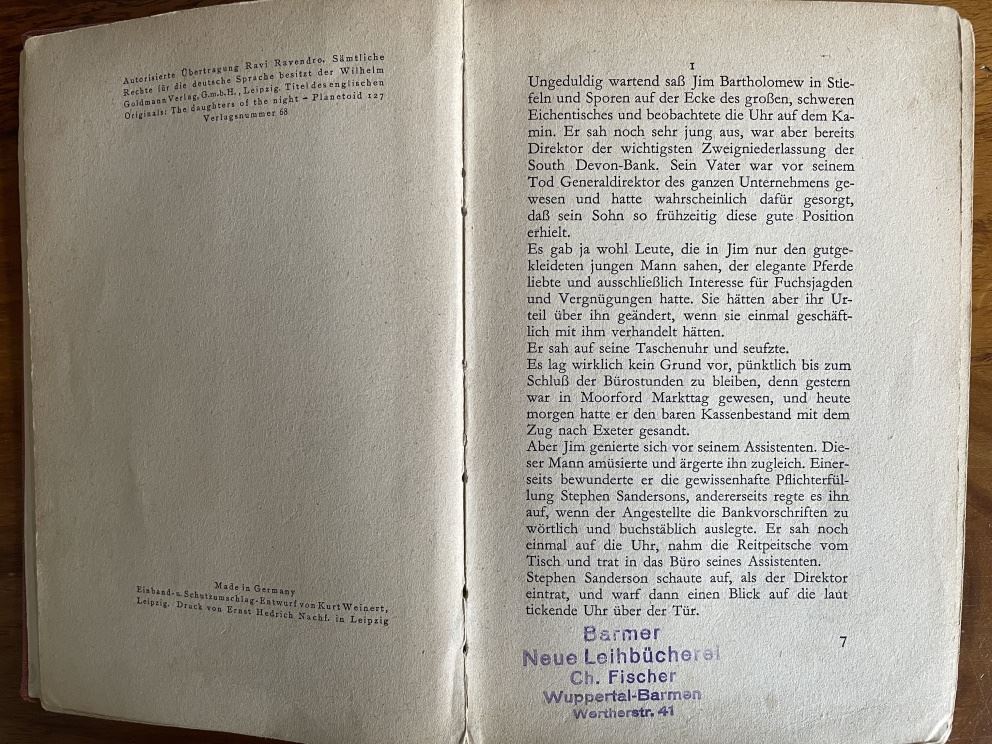 Autorisierte Übertragung Ravi Ravendro. Sämtliche
Rechte für die deutsche Sprache besitzt der Wilhelm
Goldmann Verlag, G.m.b.H., Leipzig. Titel des englischen
Originals: The daughters of the night – Planetoid 127
Verlagsnummer 68
Made in Germany
Einband- u. Schutzumschlag-Entwurf von Kurt Weinert,
Leipzig. Druck von Ernst Hedrich Nachf. in Leipzig
1
Ungeduldig wartend saß Jim Bartholomew in Stie-
feln und Sporen auf der Ecke des großen, schweren
Eichentisches und beobachtete die Uhr auf dem Ka-
min. Er sah noch sehr jung aus, war aber bereits
Direktor der wichtigsten Zweigniederlassung der
South Devon-Bank. Sein Vater war vor seinem
Tod Generaldirektor des ganzen Unternehmens ge-
wesen und hatte wahrscheinlich dafür gesorgt,
daß sein Sohn so frühzeitig diese gute Position
erhielt.
Es gab ja wohl Leute, die in Jim nur den gutge-
kleideten jungen Mann sahen, der elegante Pferde
liebte und ausschließlich Interesse für Fuchsjagden
und Vergnügungen hatte. Sie hätten aber ihr Ur-
teil über ihn geändert, wenn sie einmal geschäft-
lich mit ihm verhandelt hätten.
Er sah auf seine Taschenuhr und seufzte.
Es lag wirklich kein Grund vor, pünktlich bis zum
Schluß der Bürostunden zu bleiben, denn gestern
war in Moorford Markttag gewesen, und heute
morgen hatte er den baren Kassenbestand mit dem
Zug nach Exeter gesandt.
Aber Jim genierte sich vor seinem Assistenten. Die-
ser Mann amüsierte und ärgerte ihn zugleich. Einer-
seits bewunderte er die gewissenhafte Pflichterfül-
lung Stephen Sandersons, andererseits regte es ihn
auf, wenn der Angestellte die Bankvorschriften zu
wörtlich und buchstäblich auslegte. Er sah noch
einmal auf die Uhr, nahm die Reitpeitsche vom
Tisch und trat in das Büro seines Assistenten.
Stephen Sanderson schaute auf, als der Direktor
eintrat, und warf dann einen Blick auf die laut
tickende Uhr über der Tür.
7
Barmer
Neue Leihbücherei
Ch. Fischer
Wuppertal-Barmen
Wertherstr. 41